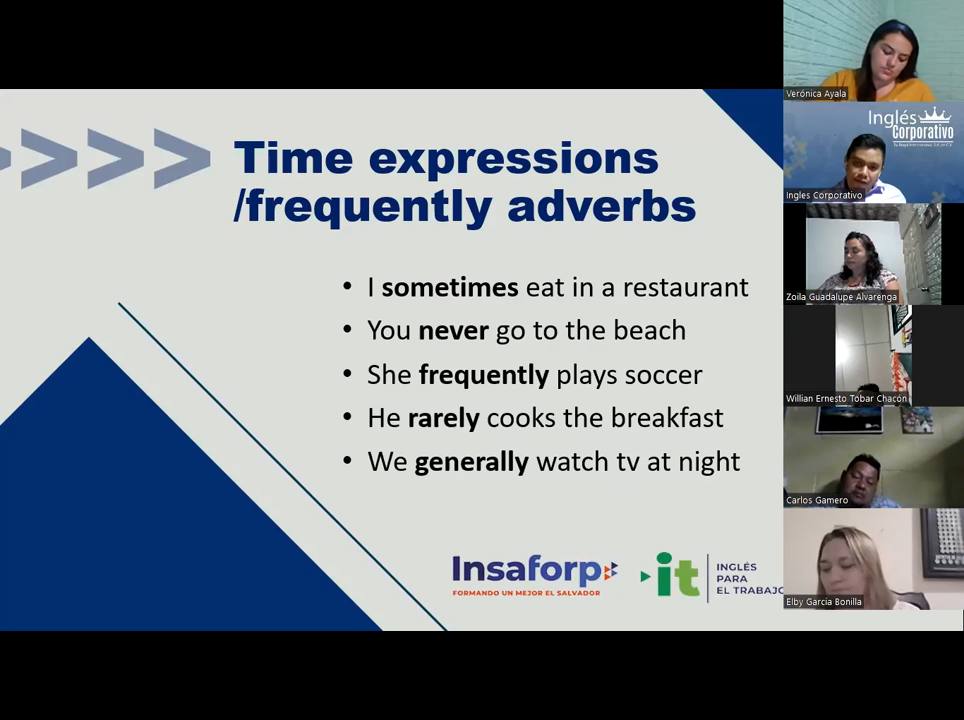 Time expressions
/frequently adverbs
• I sometimes eat in a restaurant
• You never go to the beach
• She frequently plays soccer
• He rarely cooks the breakfast
• We generally watch tv at night
Insaforp
FORMANDO UN MEJOR EL SALVADOR
it
INGLÉS
PARA
EL TRABAJO
Verónica Ayala
Inglés
Corporativo
Ingles Corporativo
Zoila Guadalupe Alvarenga
Willian Ernesto Tobar Chacón
Carlos Gamero
Elby Garcia Bonilla